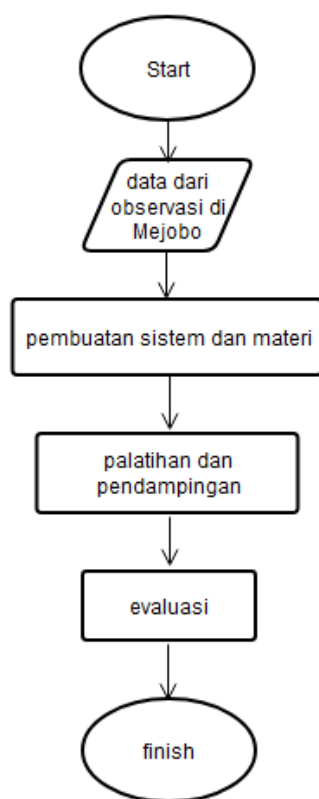 Start
data dari
observasi di
Mejobo
pembuatan sistem dan materi
palatihan dan
pendampingan
evaluasi
finish